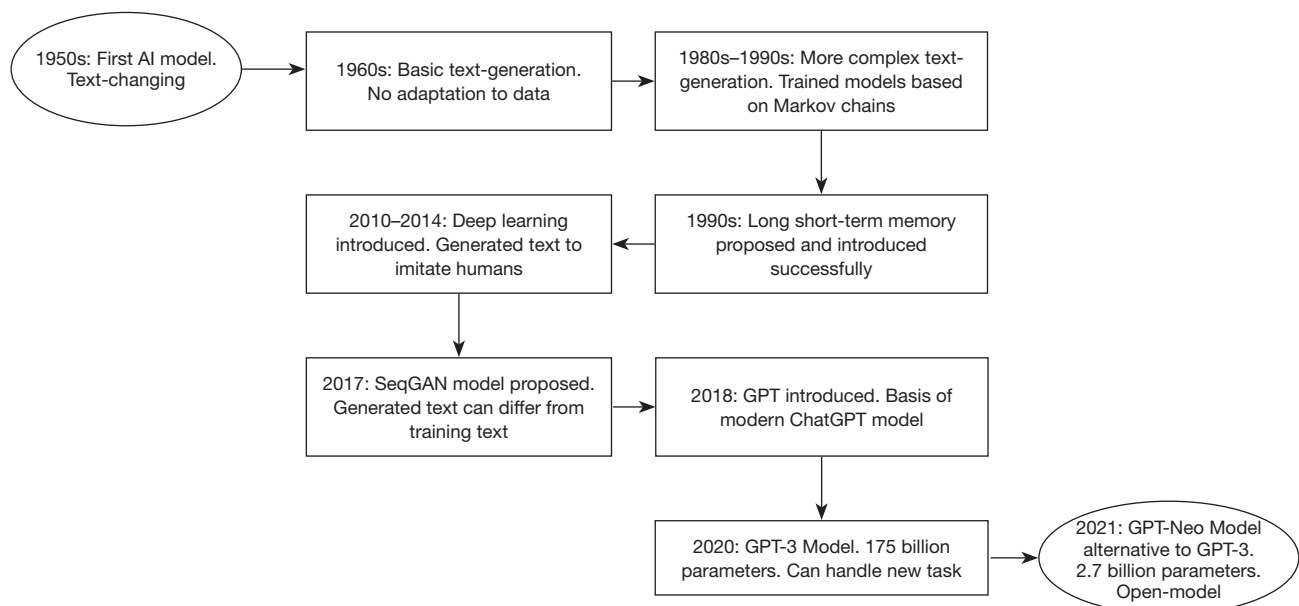 1950s: First AI model.
Text-changing
1960s: Basic text-generation.
No adaptation to data
1980s–1990s: More complex text-
generation. Trained models based
on Markov chains
1990s: Long short-term memory
proposed and introduced
successfully
2010–2014: Deep learning
introduced. Generated text to
imitate humans
2017: SeqGAN model proposed.
Generated text can differ from
training text
2018: GPT introduced. Basis of
modern ChatGPT model
2020: GPT-3 Model. 175 billion
parameters. Can handle new task
2021: GPT-Neo Model
alternative to GPT-3.
2.7 billion parameters.
Open-model